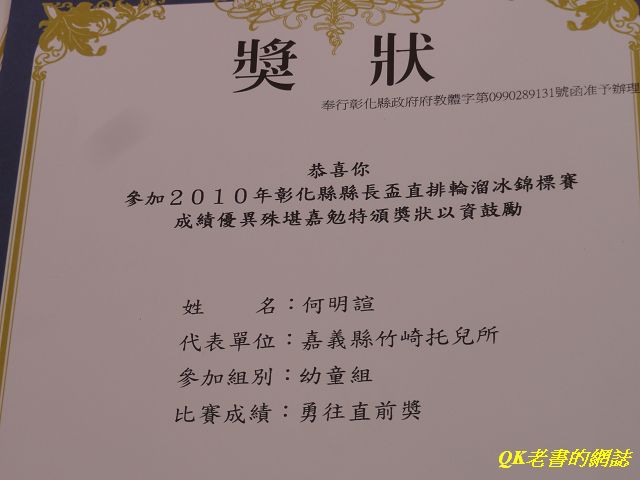 獎 狀
奉行彰化縣政府府教體字第0990289131號函准予辦理
恭喜你
參加2010年彰化縣縣長盃直排輪溜冰錦標賽
成績優異殊堪嘉勉特頒獎狀以資鼓勵
姓 名：何明諠
代表單位：嘉義縣竹崎托兒所
參加組別：幼童組
比賽成績：勇往直前獎
QK老書的網誌